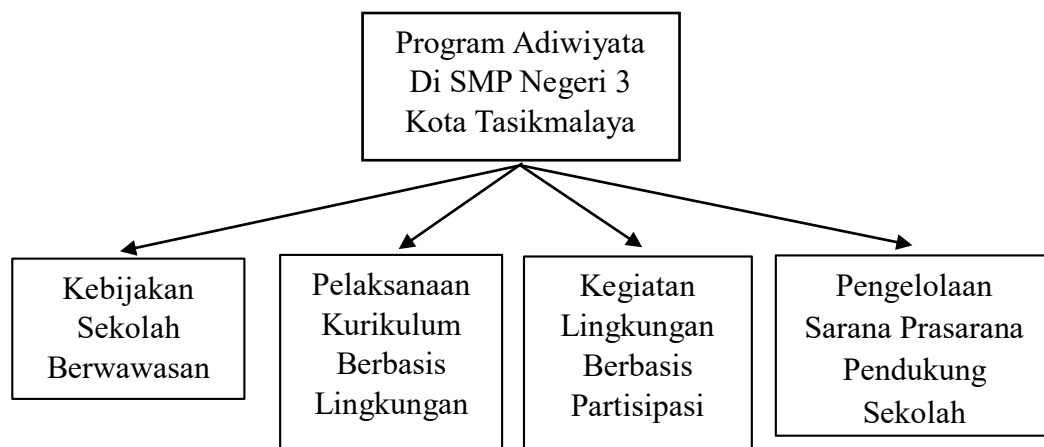 Program Adiwiyata
Di SMP Negeri 3
Kota Tasikmalaya
Kebijakan
Sekolah
Berwawasan
Pelaksanaan
Kurikulum
Berbasis
Lingkungan
Kegiatan
Lingkungan
Berbasis
Partisipasi
Pengelolaan
Sarana Prasarana
Pendukung
Sekolah